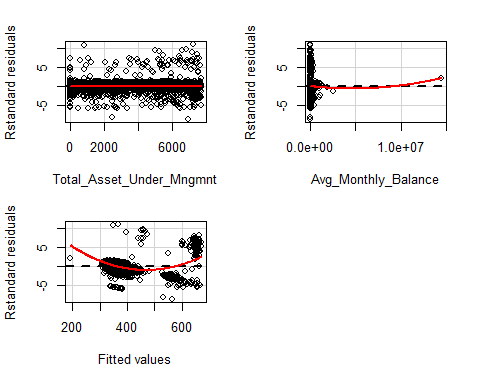 Rstandard residuals
5
-5
0
2000
6000
Total_Asset_Under_Mngmnt
Rstandard residuals
5
-5
0.0e+00
1.0e+07
Avg_Monthly_Balance
Rstandard residuals
5
-5
200
400
600
Fitted values